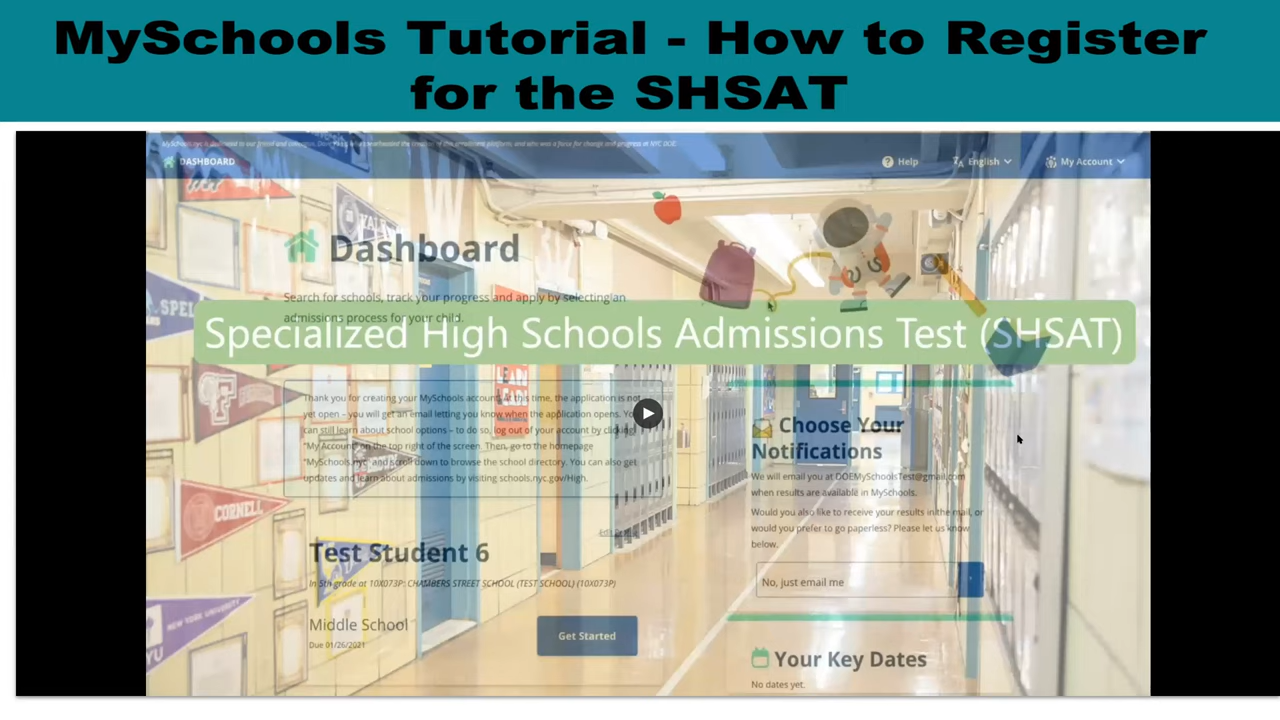 MySchools Tutorial - How to Register
for the SHSAT
DASHBOARD
Help
English
My Account
Dashboard
Search for schools, track your progress and apply by selecting an
admissions process for your child.
Specialized High Schools Admissions Test (SHSAT)
Thank you for creating your MySchools account. At this time, the application is not
yet open – you will get an email letting you know when the application opens. You
can still learn about school options – to do so, log out of your account by clicking
"My Account" on the top right of the screen. Then, go to the homepage
"MySchools.nyc" and scroll down to browse the school directory. You can also get
updates and learn about admissions by visiting schools.nyc.gov/High.
Choose Your
Notifications
We will email you at DOEMySchoolsTest@gmail.com
when results are available in MySchools.
Would you also like to receive your results in the mail, or
would you prefer to go paperless? Please let us know
below.
No, just email me
Test Student 6
In 5th grade at 10X073P: CHAMBERS STREET SCHOOL (TEST SCHOOL) (10X073P)
Middle School
Due 01/26/2021
Get Started
Your Key Dates
No dates yet.
YALE
SPEL
CORNELL
NEW YORK UNIV
YU